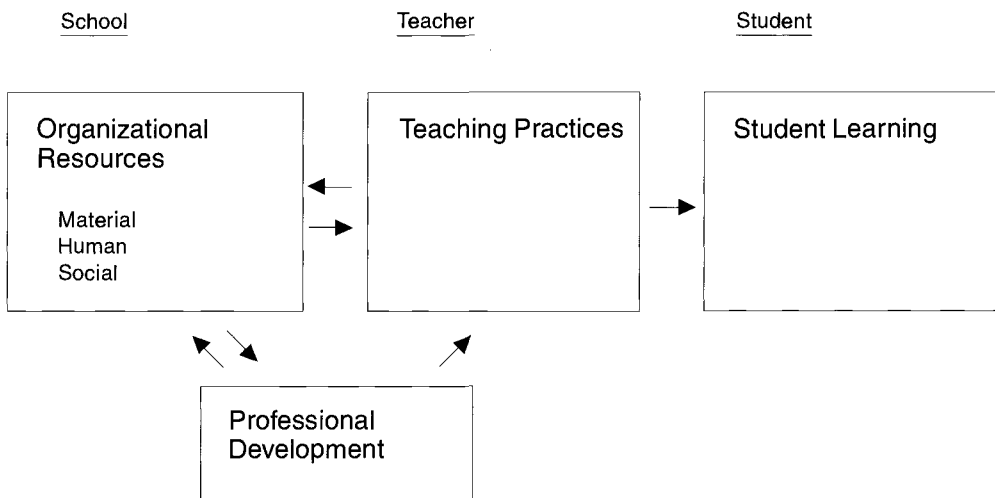 School
Teacher
Student
Organizational
Resources
Material
Human
Social
Teaching Practices
Student Learning
Professional
Development